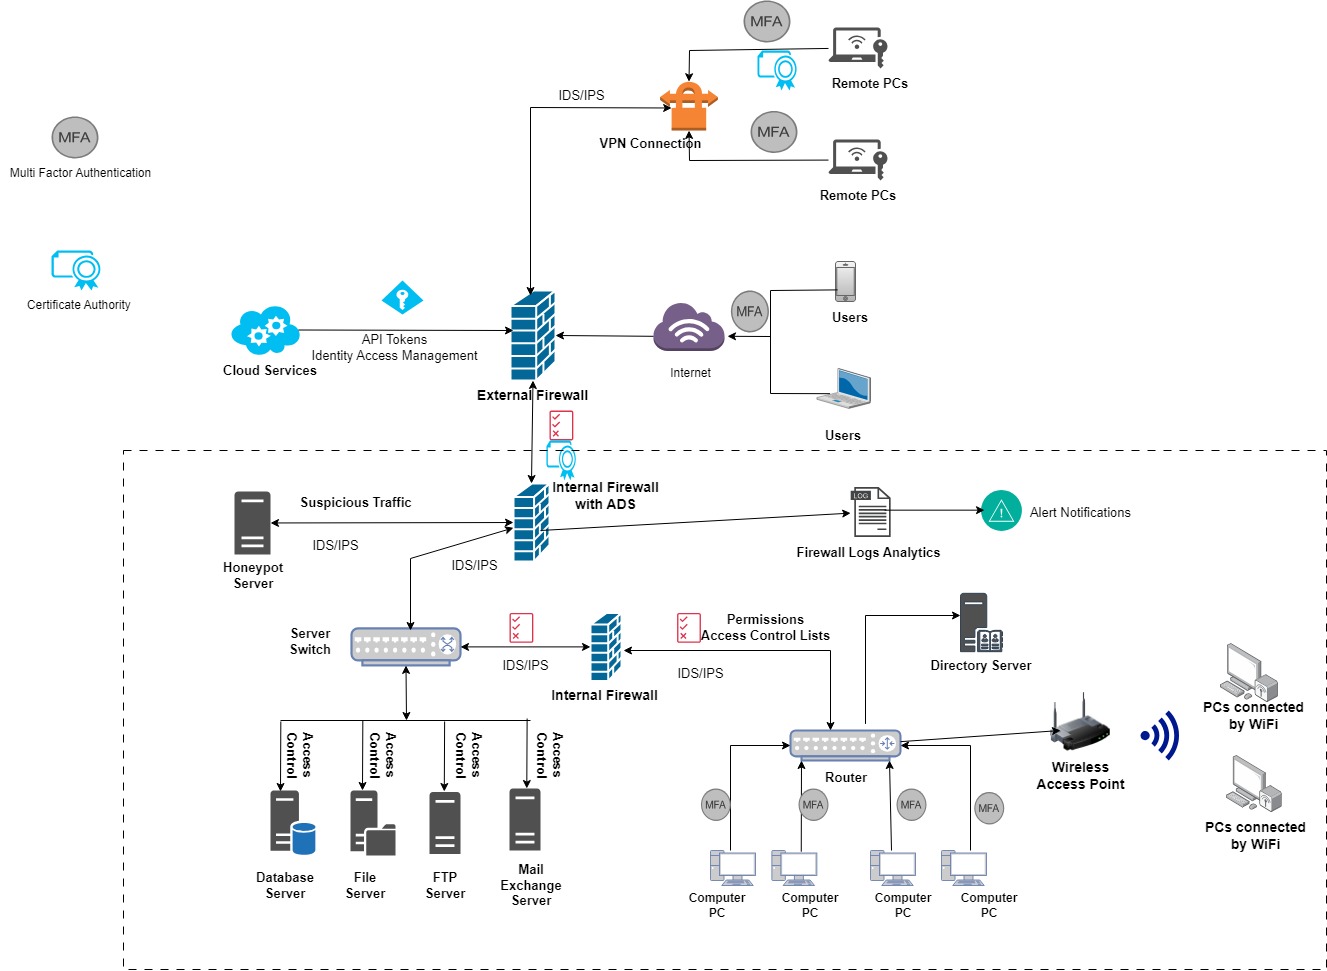 MFA
Remote PCs
IDS/IPS
VPN Connection
MFA
Remote PCs
MFA
Multi Factor Authentication
Certificate Authority
Cloud Services
API Tokens
Identity Access Management
External Firewall
Internet
MFA
Users
Users
Internal Firewall
with ADS
Suspicious Traffic
IDS/IPS
Honeypot
Server
IDS/IPS
LOG
Firewall Logs Analytics
Alert Notifications
Server
Switch
IDS/IPS
Internal Firewall
Permissions
Access Control Lists
IDS/IPS
Directory Server
PCs connected
by WiFi
Router
Wireless
Access Point
PCs connected
by WiFi
Access
Control
Access
Control
Access
Control
Access
Control
Database
Server
File
Server
FTP
Server
Mail
Exchange
Server
MFA
MFA
MFA
MFA
Computer
PC
Computer
PC
Computer
PC
Computer
PC